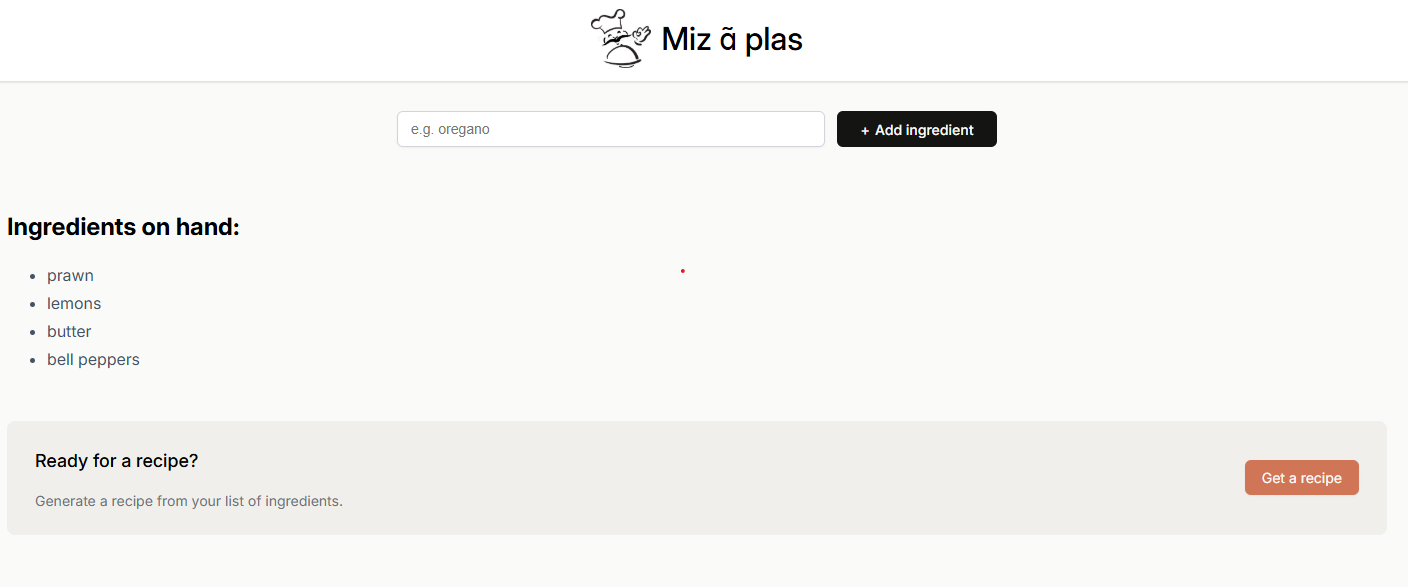 Miz ɑ̃ plas
e.g. oregano
+ Add ingredient
Ingredients on hand:
• prawn
• lemons
• butter
• bell peppers
Ready for a recipe?
Generate a recipe from your list of ingredients.
Get a recipe